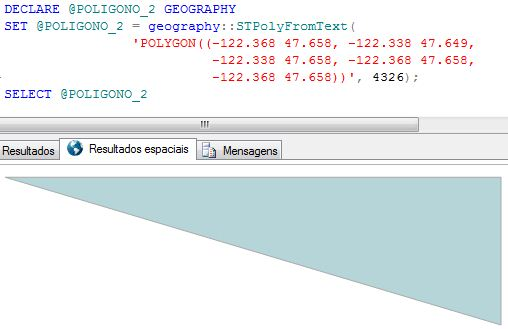 DECLARE @POLIGONO_2 GEOGRAPHY
SET @POLIGONO_2 = geography::STPolyFromText(
'POLYGON((-122.368 47.658, -122.338 47.649,
-122.338 47.658, -122.368 47.658,
-122.368 47.658))', 4326);
SELECT @POLIGONO_2
Resultados Resultados espaciais Mensagens